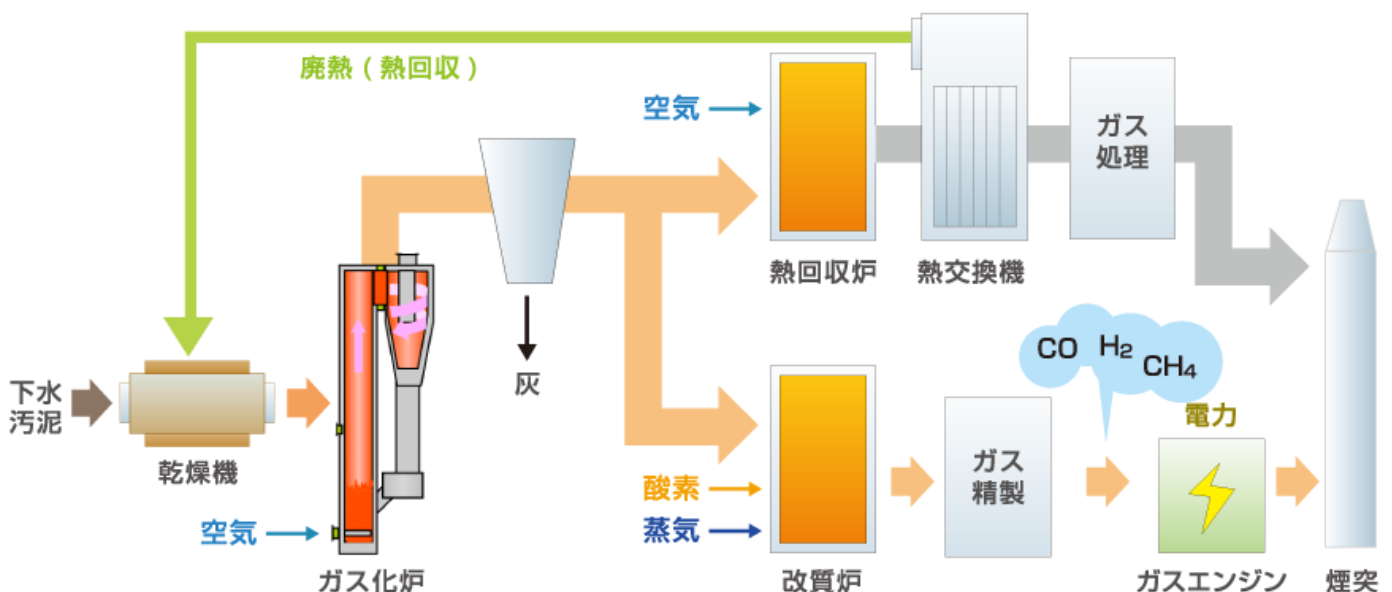 廃熱 ( 熱回収 )
空気
ガス
処理
熱回収炉
熱交換機
灰
CO H2 CH4
下水
汚泥
乾燥機
空気
ガス化炉
酸素
蒸気
改質炉
ガス
精製
電力
ガスエンジン
煙突